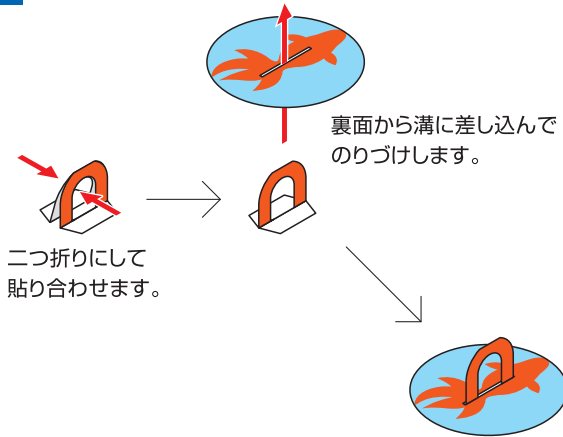 裏面から溝に差し込んで
のりづけします。
二つ折りにして
貼り合わせます。